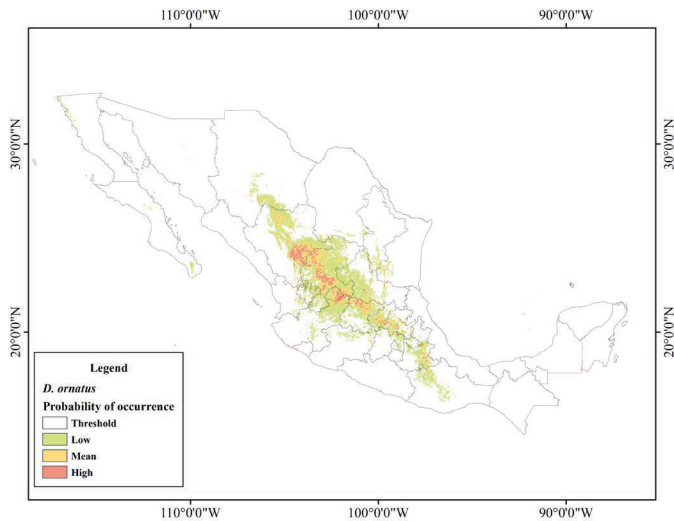 110°0'0"W 100°0'0"W 90°0'0"W
30°0'0"N 30°0'0"N
20°0'0"N 20°0'0"N
Legend
D. ornatus
Probability of occurrence
Threshold
Low
Mean
High
110°0'0"W 100°0'0"W 90°0'0"W